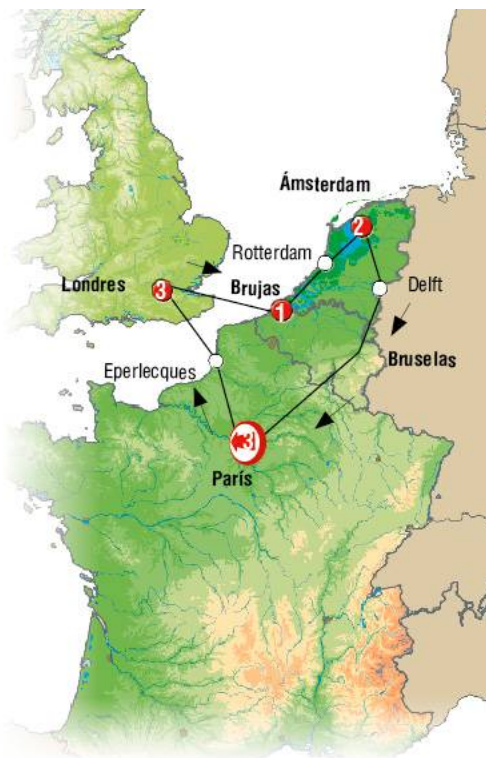 Ámsterdam
2
Rotterdam
Londres
3
Brujas
1
Delft
Eperlecques
Bruselas
3
París